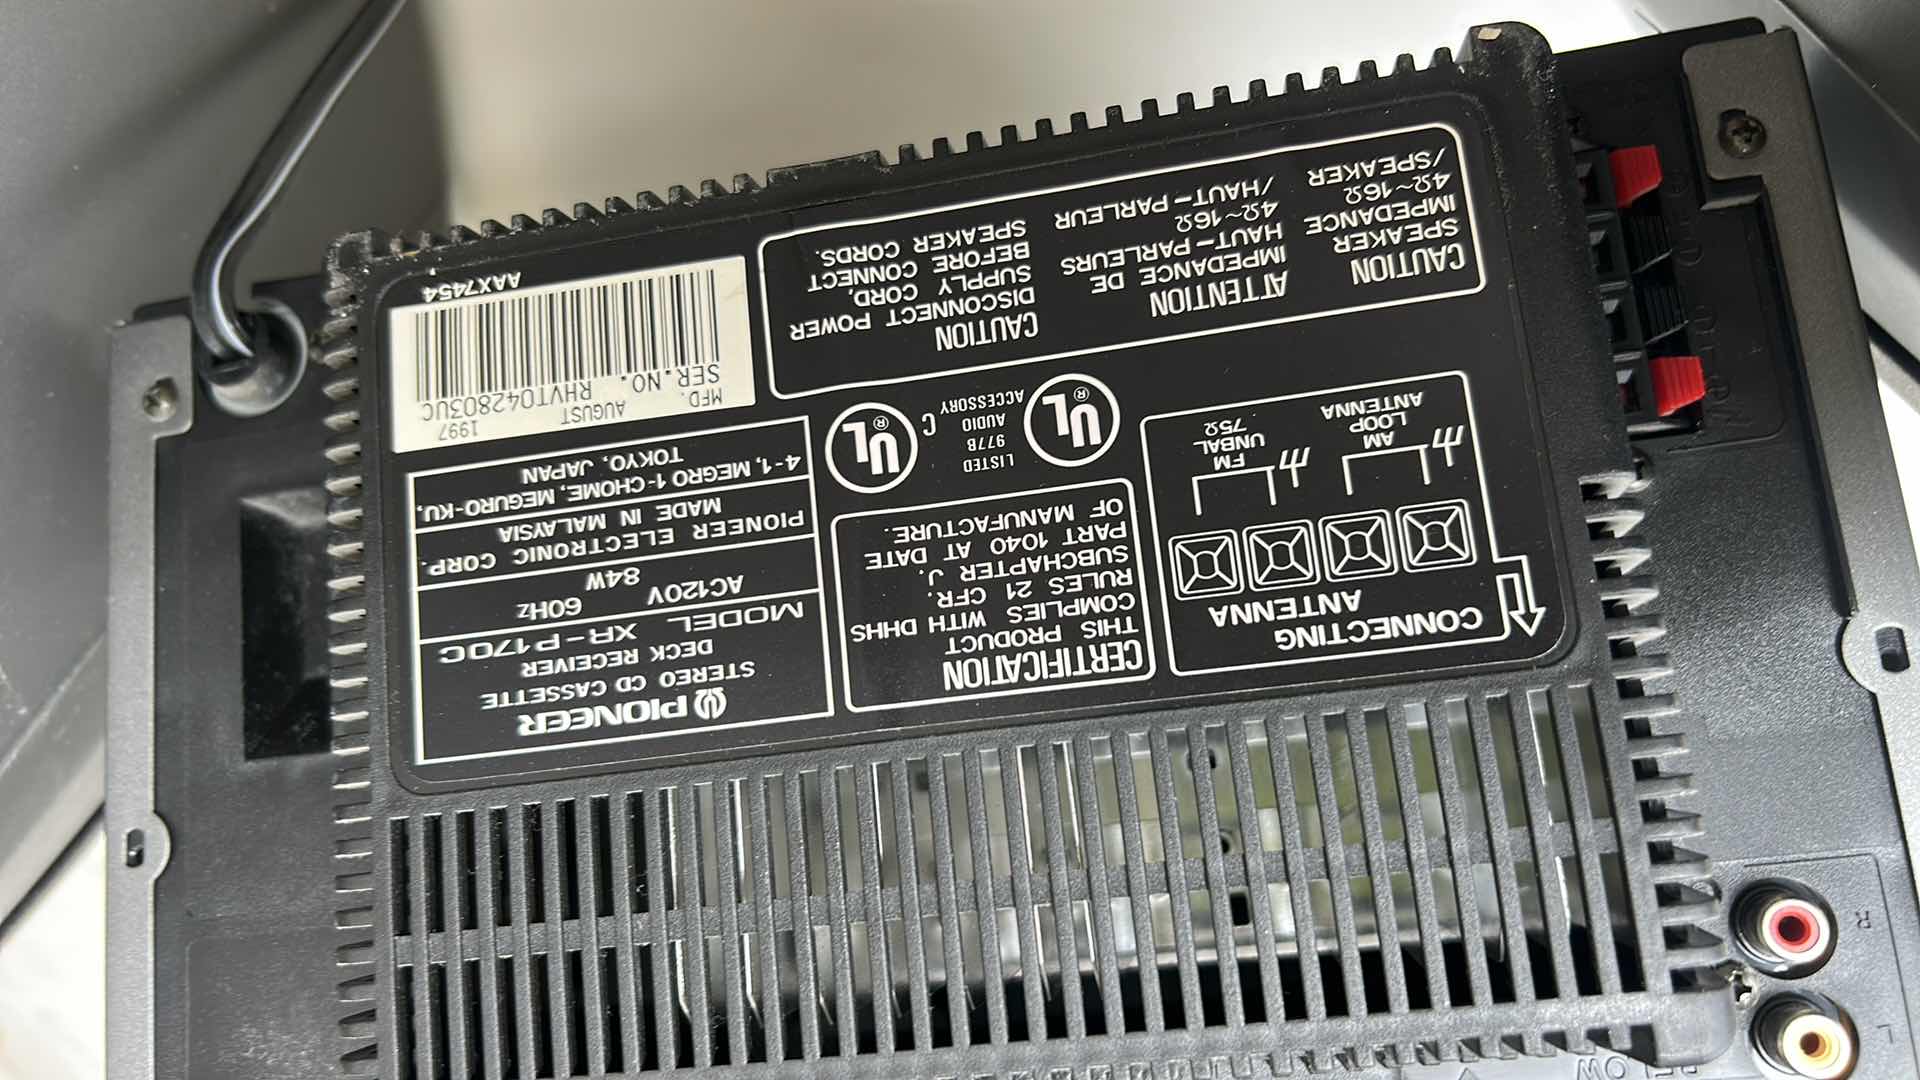 PIONEER
STEREO CD CASSETTE
DECK RECEIVER
MODEL XR-P170C
AC120V 60Hz
84W
PIONEER ELECTRONIC CORP.
MADE IN MALAYSIA
4-1, MEGRO 1-CHOME, MEGURO-KU,
TOKYO, JAPAN
MFD. AUGUST 1997
SER.NO. RHVT042803UC
AAX7454
CERTIFICATION
THIS PRODUCT
COMPLIES WITH DHHS
RULES 21 CFR.
SUBCHAPTER J,
PART 1040 AT DATE
OF MANUFACTURE.
UL
®
LISTED
977B
AUDIO
ACCESSORY
C
UL
®
CONNECTING
ANTENNA
AM
LOOP
ANTENNA
FM
UNBAL
75Ω
CAUTION
SPEAKER
IMPEDANCE
4Ω~16Ω
/SPEAKER
ATTENTION
IMPEDANCE DE
HAUT-PARLEURS
4Ω~16Ω
/HAUT-PARLEUR
CAUTION
DISCONNECT POWER
SUPPLY CORD,
BEFORE CONNECT
SPEAKER CORDS.
R
L